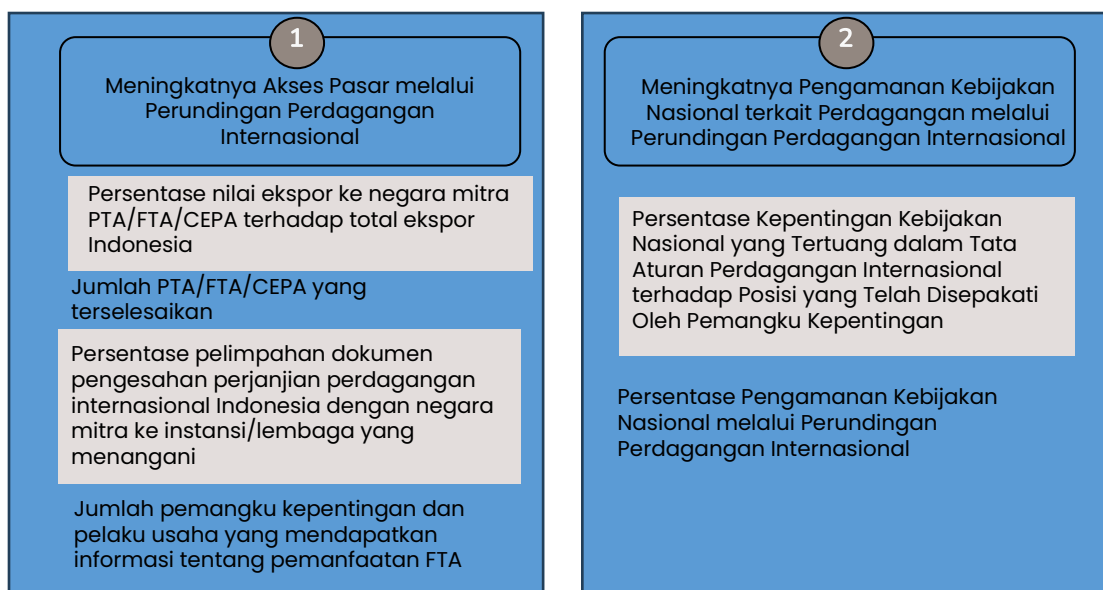 1
Meningkatnya Akses Pasar melalui
Perundingan Perdagangan
Internasional
Persentase nilai ekspor ke negara mitra
PTA/FTA/CEPA terhadap total ekspor
Indonesia
Jumlah PTA/FTA/CEPA yang
terselesaikan
Persentase pelimpahan dokumen
pengesahan perjanjian perdagangan
internasional Indonesia dengan negara
mitra ke instansi/lembaga yang
menangani
Jumlah pemangku kepentingan dan
pelaku usaha yang mendapatkan
informasi tentang pemanfaatan FTA
2
Meningkatnya Pengamanan Kebijakan
Nasional terkait Perdagangan melalui
Perundingan Perdagangan Internasional
Persentase Kepentingan Kebijakan
Nasional yang Tertuang dalam Tata
Aturan Perdagangan Internasional
terhadap Posisi yang Telah Disepakati
Oleh Pemangku Kepentingan
Persentase Pengamanan Kebijakan
Nasional melalui Perundingan
Perdagangan Internasional